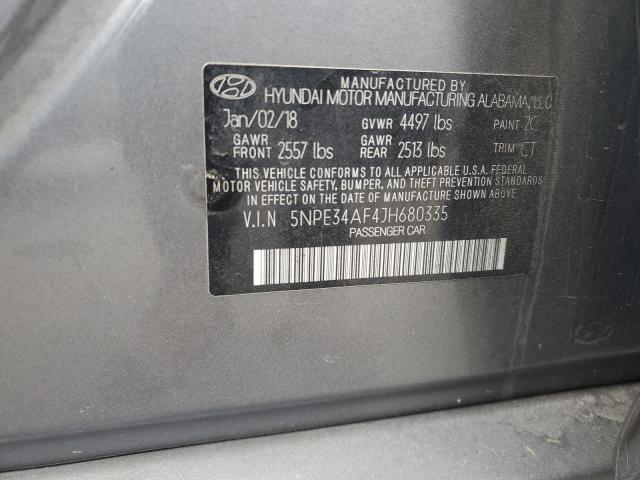 MANUFACTURED BY
HYUNDAI MOTOR MANUFACTURING ALABAMA, LLC
Jan/02/18 GVWR 4497 lbs PAINT 2C
GAWR FRONT 2557 lbs GAWR REAR 2513 lbs TRIM CT
THIS VEHICLE CONFORMS TO ALL APPLICABLE U.S.A. FEDERAL
MOTOR VEHICLE SAFETY, BUMPER, AND THEFT PREVENTION STANDARDS
IN EFFECT ON THE DATE OF MANUFACTURE SHOWN ABOVE
V.I.N 5NPE34AF4JH680335
PASSENGER CAR